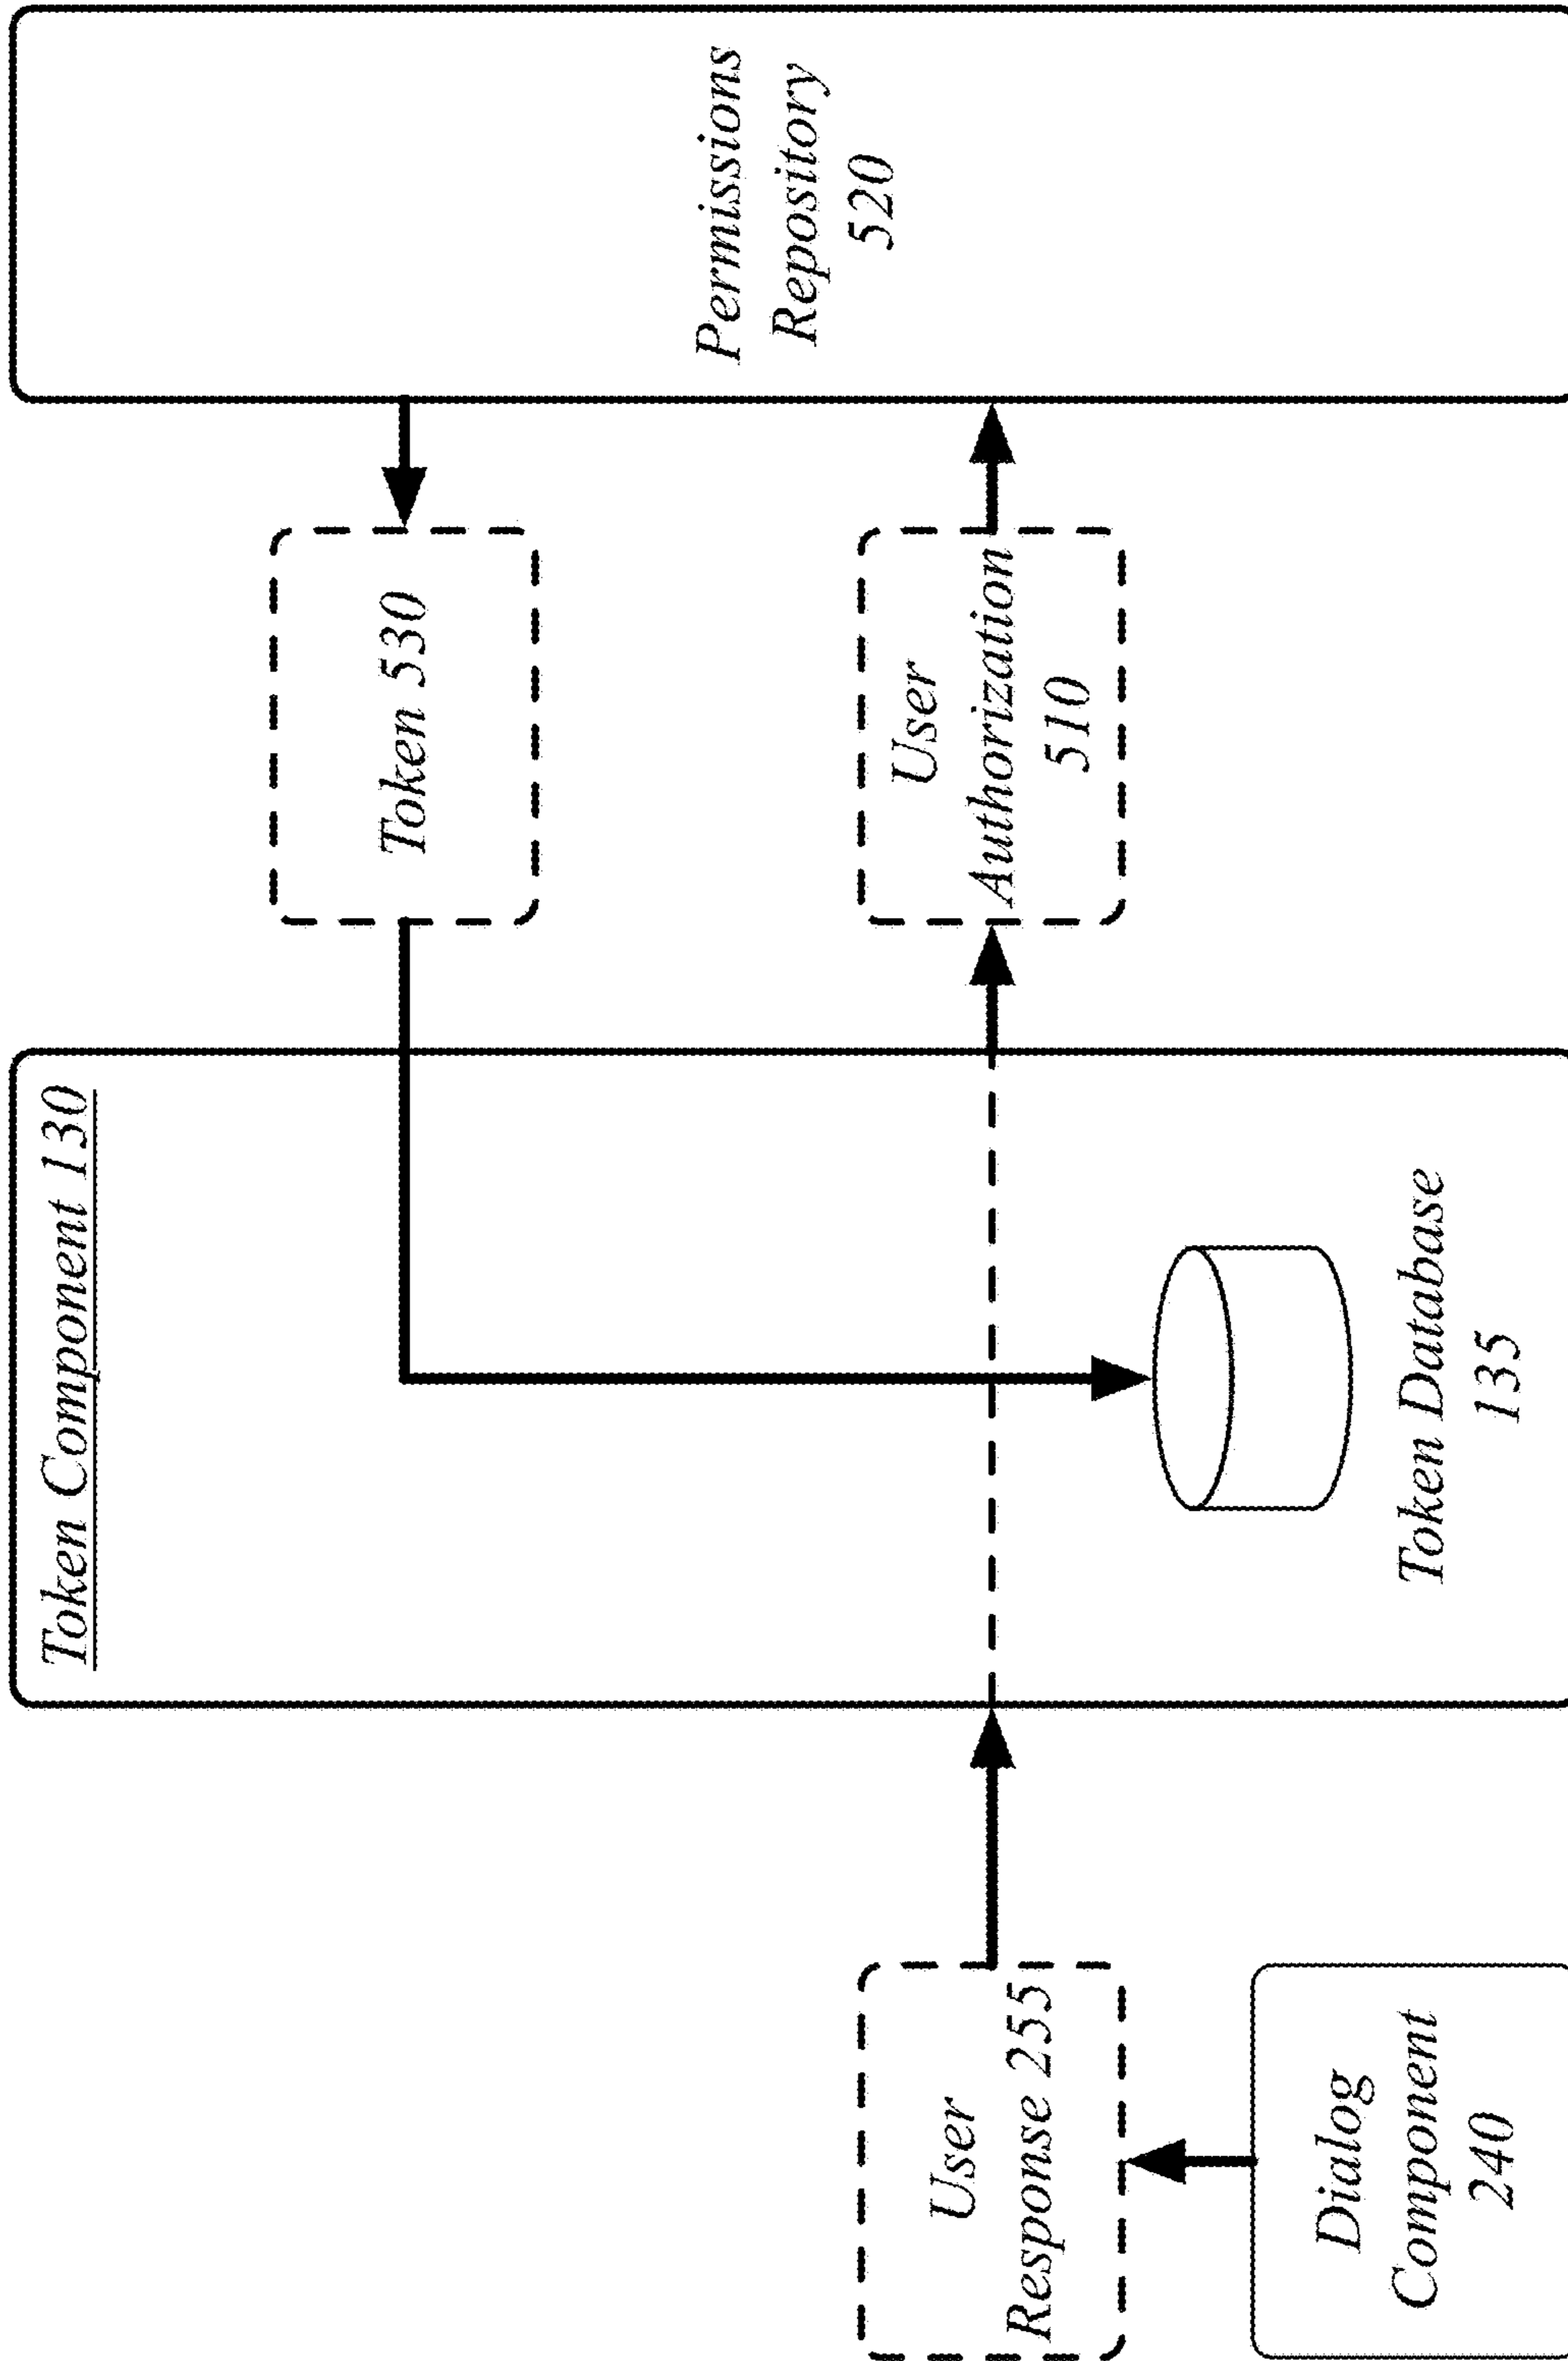 Token Component 130
Token 530
Permissions
Repository
520
User
Response 255
User
Authorization
510
Dialog
Component
240
Token Database
135